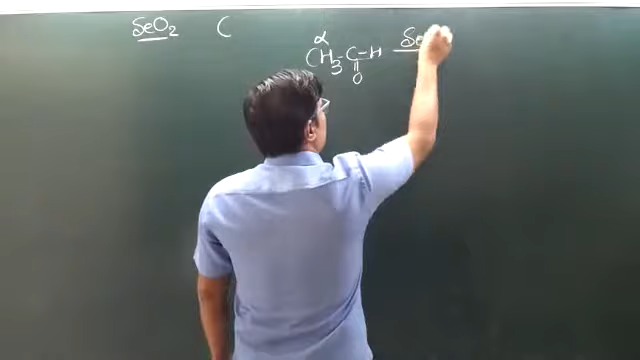 SeO₂ C
α
CH₃-C-H Se
||
O